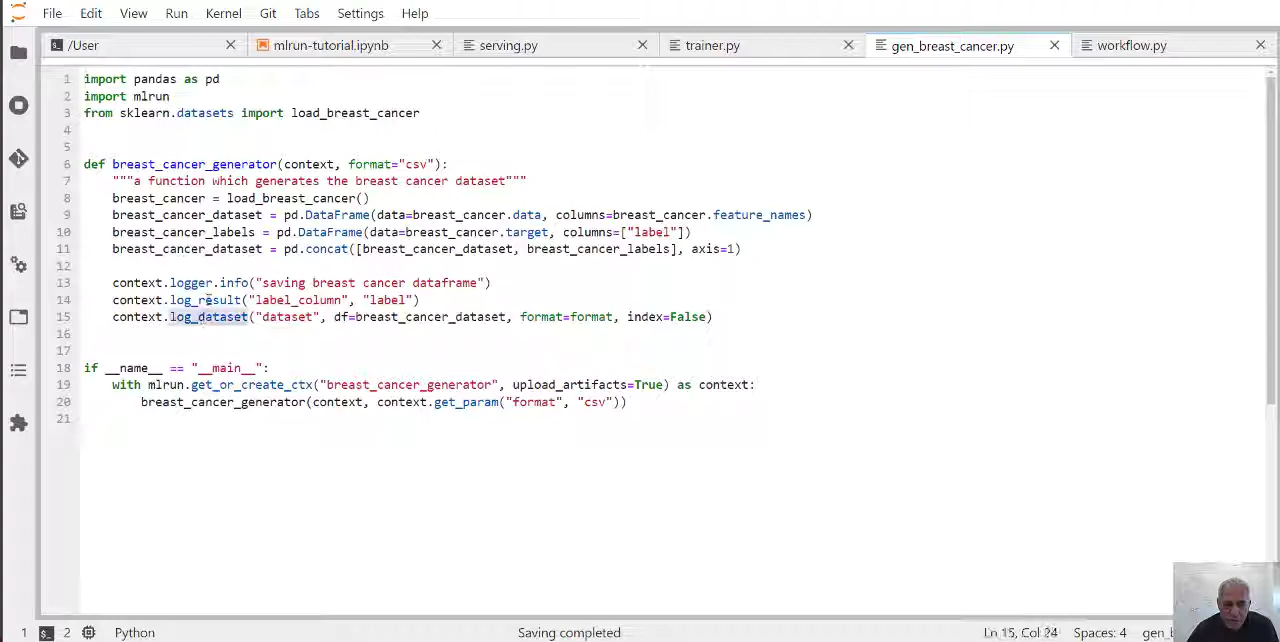 File Edit View Run Kernel Git Tabs Settings Help
/User mlrun-tutorial.ipynb serving.py trainer.py gen_breast_cancer.py workflow.py
1 import pandas as pd
2 import mlrun
3 from sklearn.datasets import load_breast_cancer
4
5
6 def breast_cancer_generator(context, format="csv"):
7 """a function which generates the breast cancer dataset"""
8 breast_cancer = load_breast_cancer()
9 breast_cancer_dataset = pd.DataFrame(data=breast_cancer.data, columns=breast_cancer.feature_names)
10 breast_cancer_labels = pd.DataFrame(data=breast_cancer.target, columns=["label"])
11 breast_cancer_dataset = pd.concat([breast_cancer_dataset, breast_cancer_labels], axis=1)
12
13 context.logger.info("saving breast cancer dataframe")
14 context.log_result("label_column", "label")
15 context.log_dataset("dataset", df=breast_cancer_dataset, format=format, index=False)
16
17
18 if __name__ == "__main__":
19 with mlrun.get_or_create_ctx("breast_cancer_generator", upload_artifacts=True) as context:
20 breast_cancer_generator(context, context.get_param("format", "csv"))
21
1 2 Python Saving completed Ln 15, Col 24 Spaces: 4